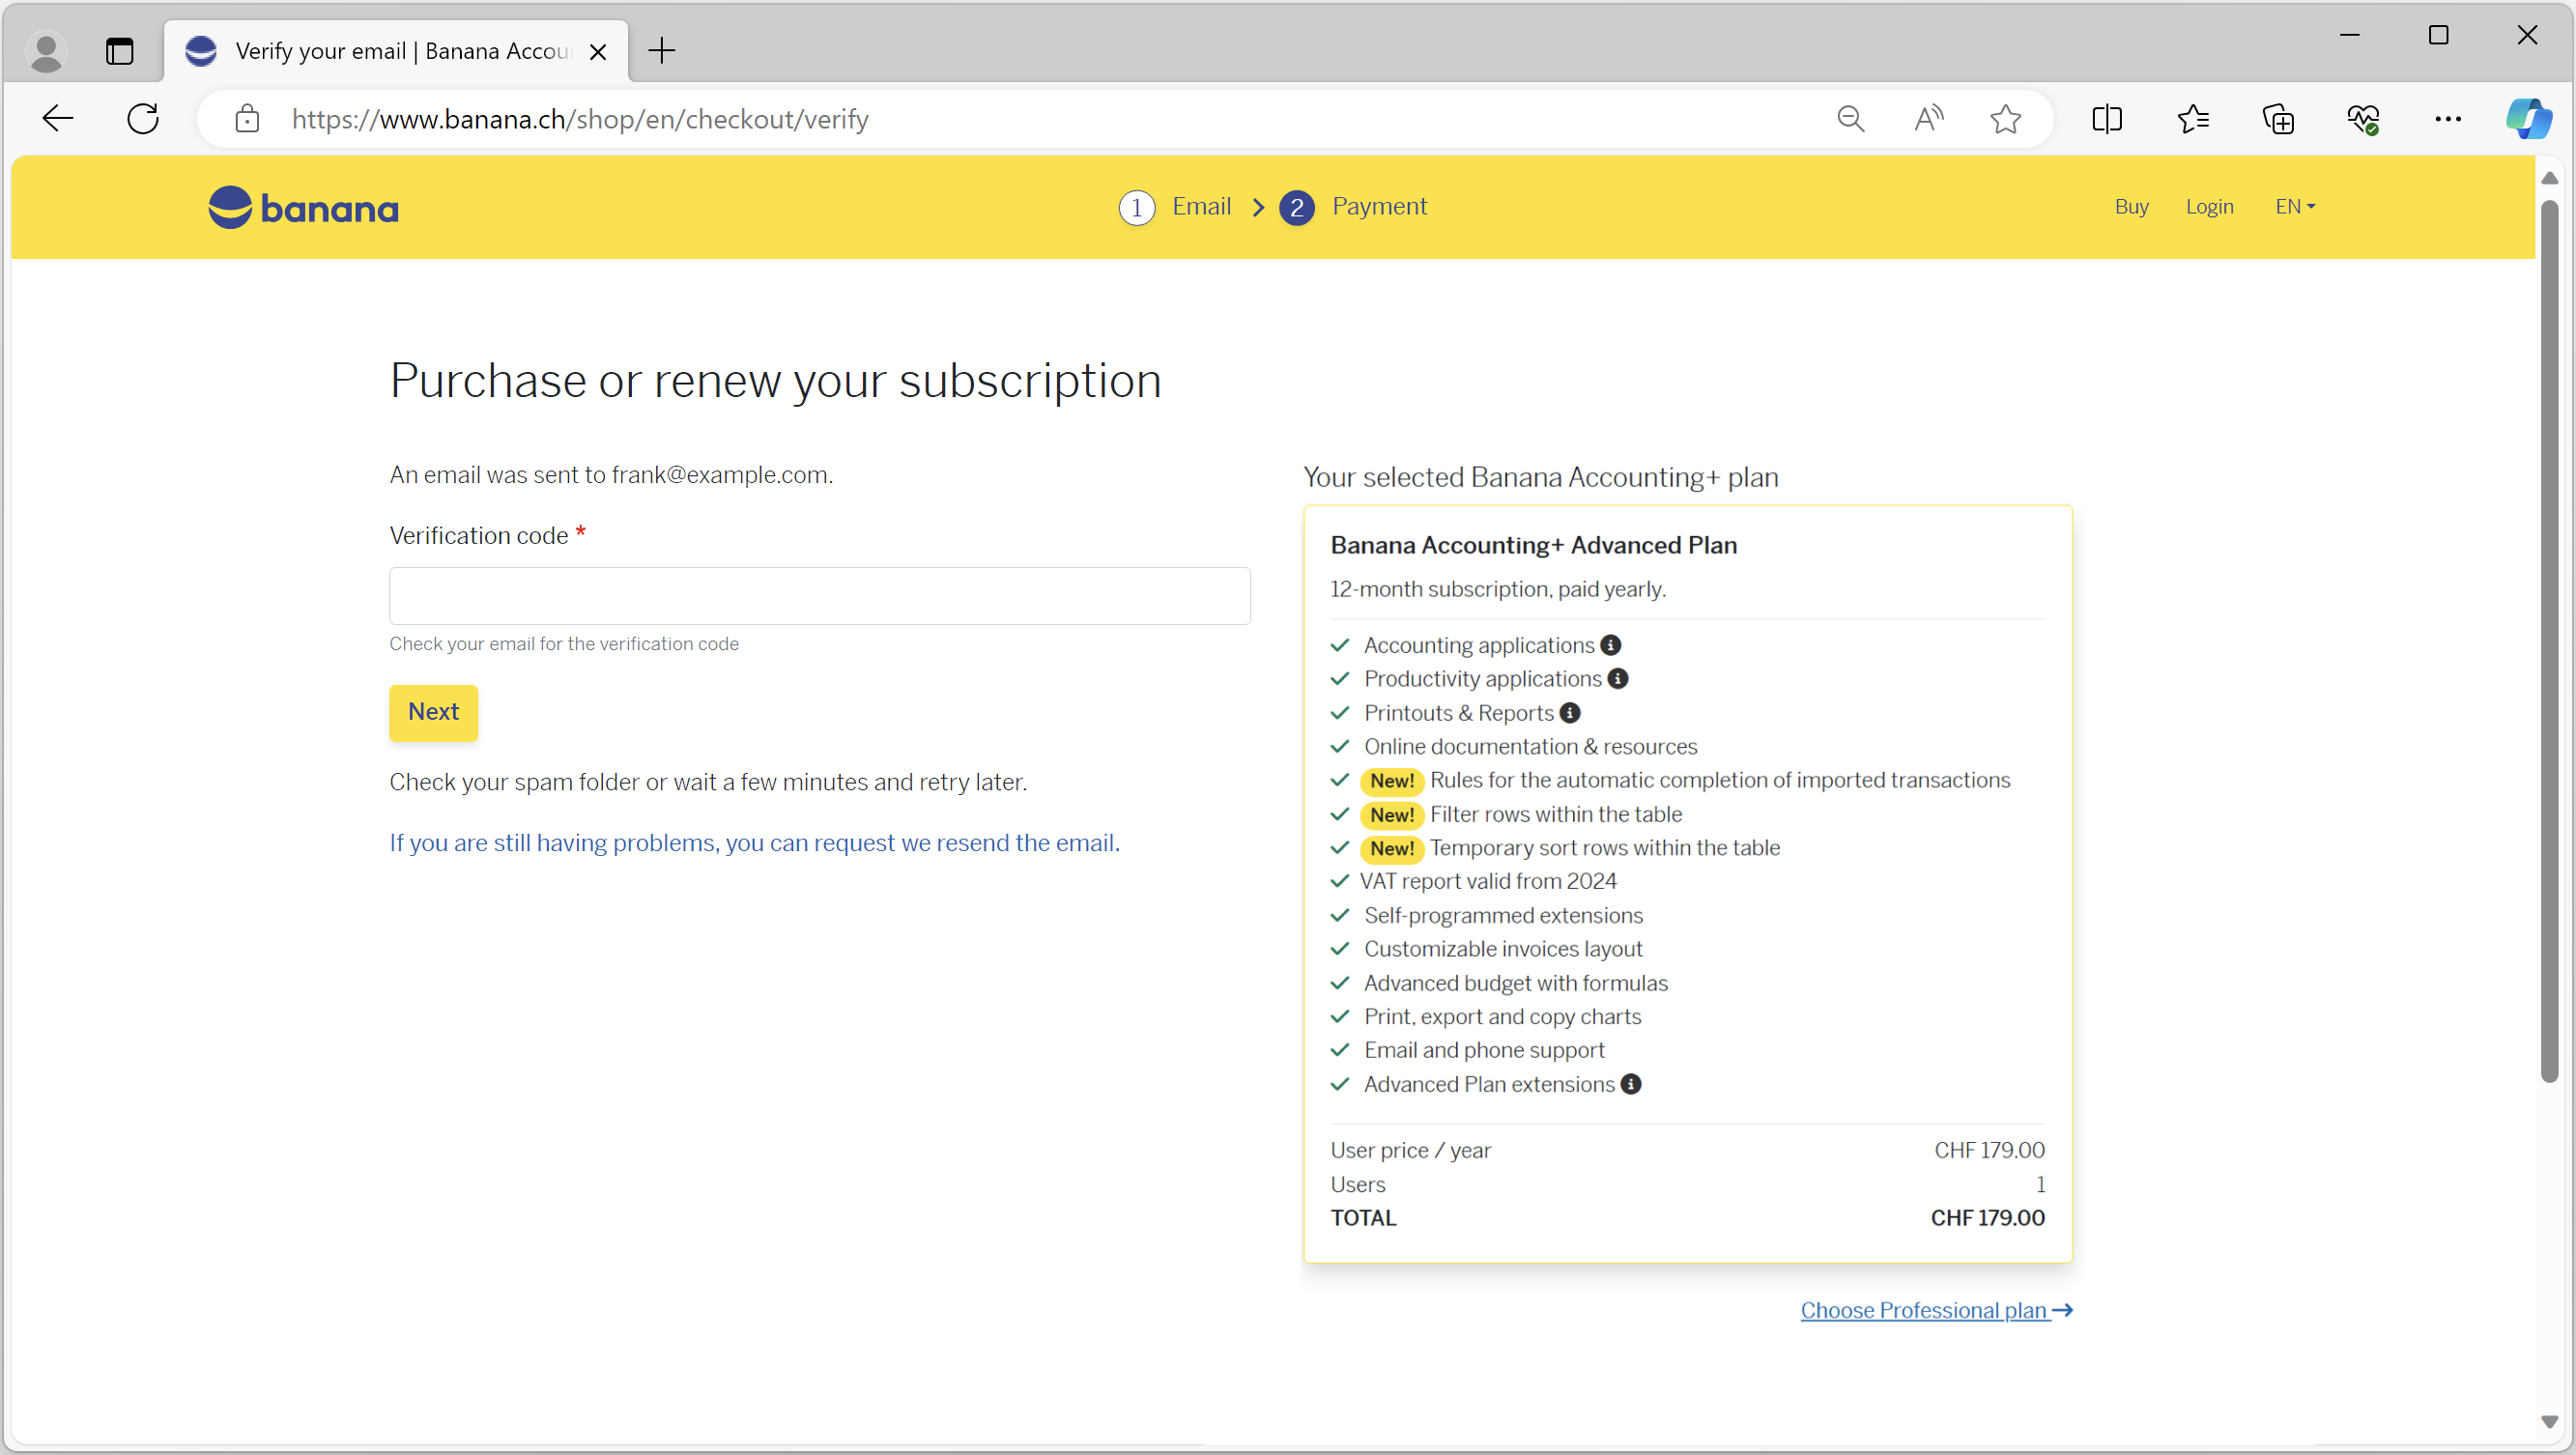 Verify your email | Banana Accou
https://www.banana.ch/shop/en/checkout/verify
banana
1 Email 2 Payment
Buy Login EN
Purchase or renew your subscription
An email was sent to frank@example.com.
Verification code *
Check your email for the verification code
Next
Check your spam folder or wait a few minutes and retry later.
If you are still having problems, you can request we resend the email.
Your selected Banana Accounting+ plan
Banana Accounting+ Advanced Plan
12-month subscription, paid yearly.
Accounting applications
Productivity applications
Printouts & Reports
Online documentation & resources
New! Rules for the automatic completion of imported transactions
New! Filter rows within the table
New! Temporary sort rows within the table
VAT report valid from 2024
Self-programmed extensions
Customizable invoices layout
Advanced budget with formulas
Print, export and copy charts
Email and phone support
Advanced Plan extensions
User price / year CHF 179.00
Users 1
TOTAL CHF 179.00
Choose Professional plan